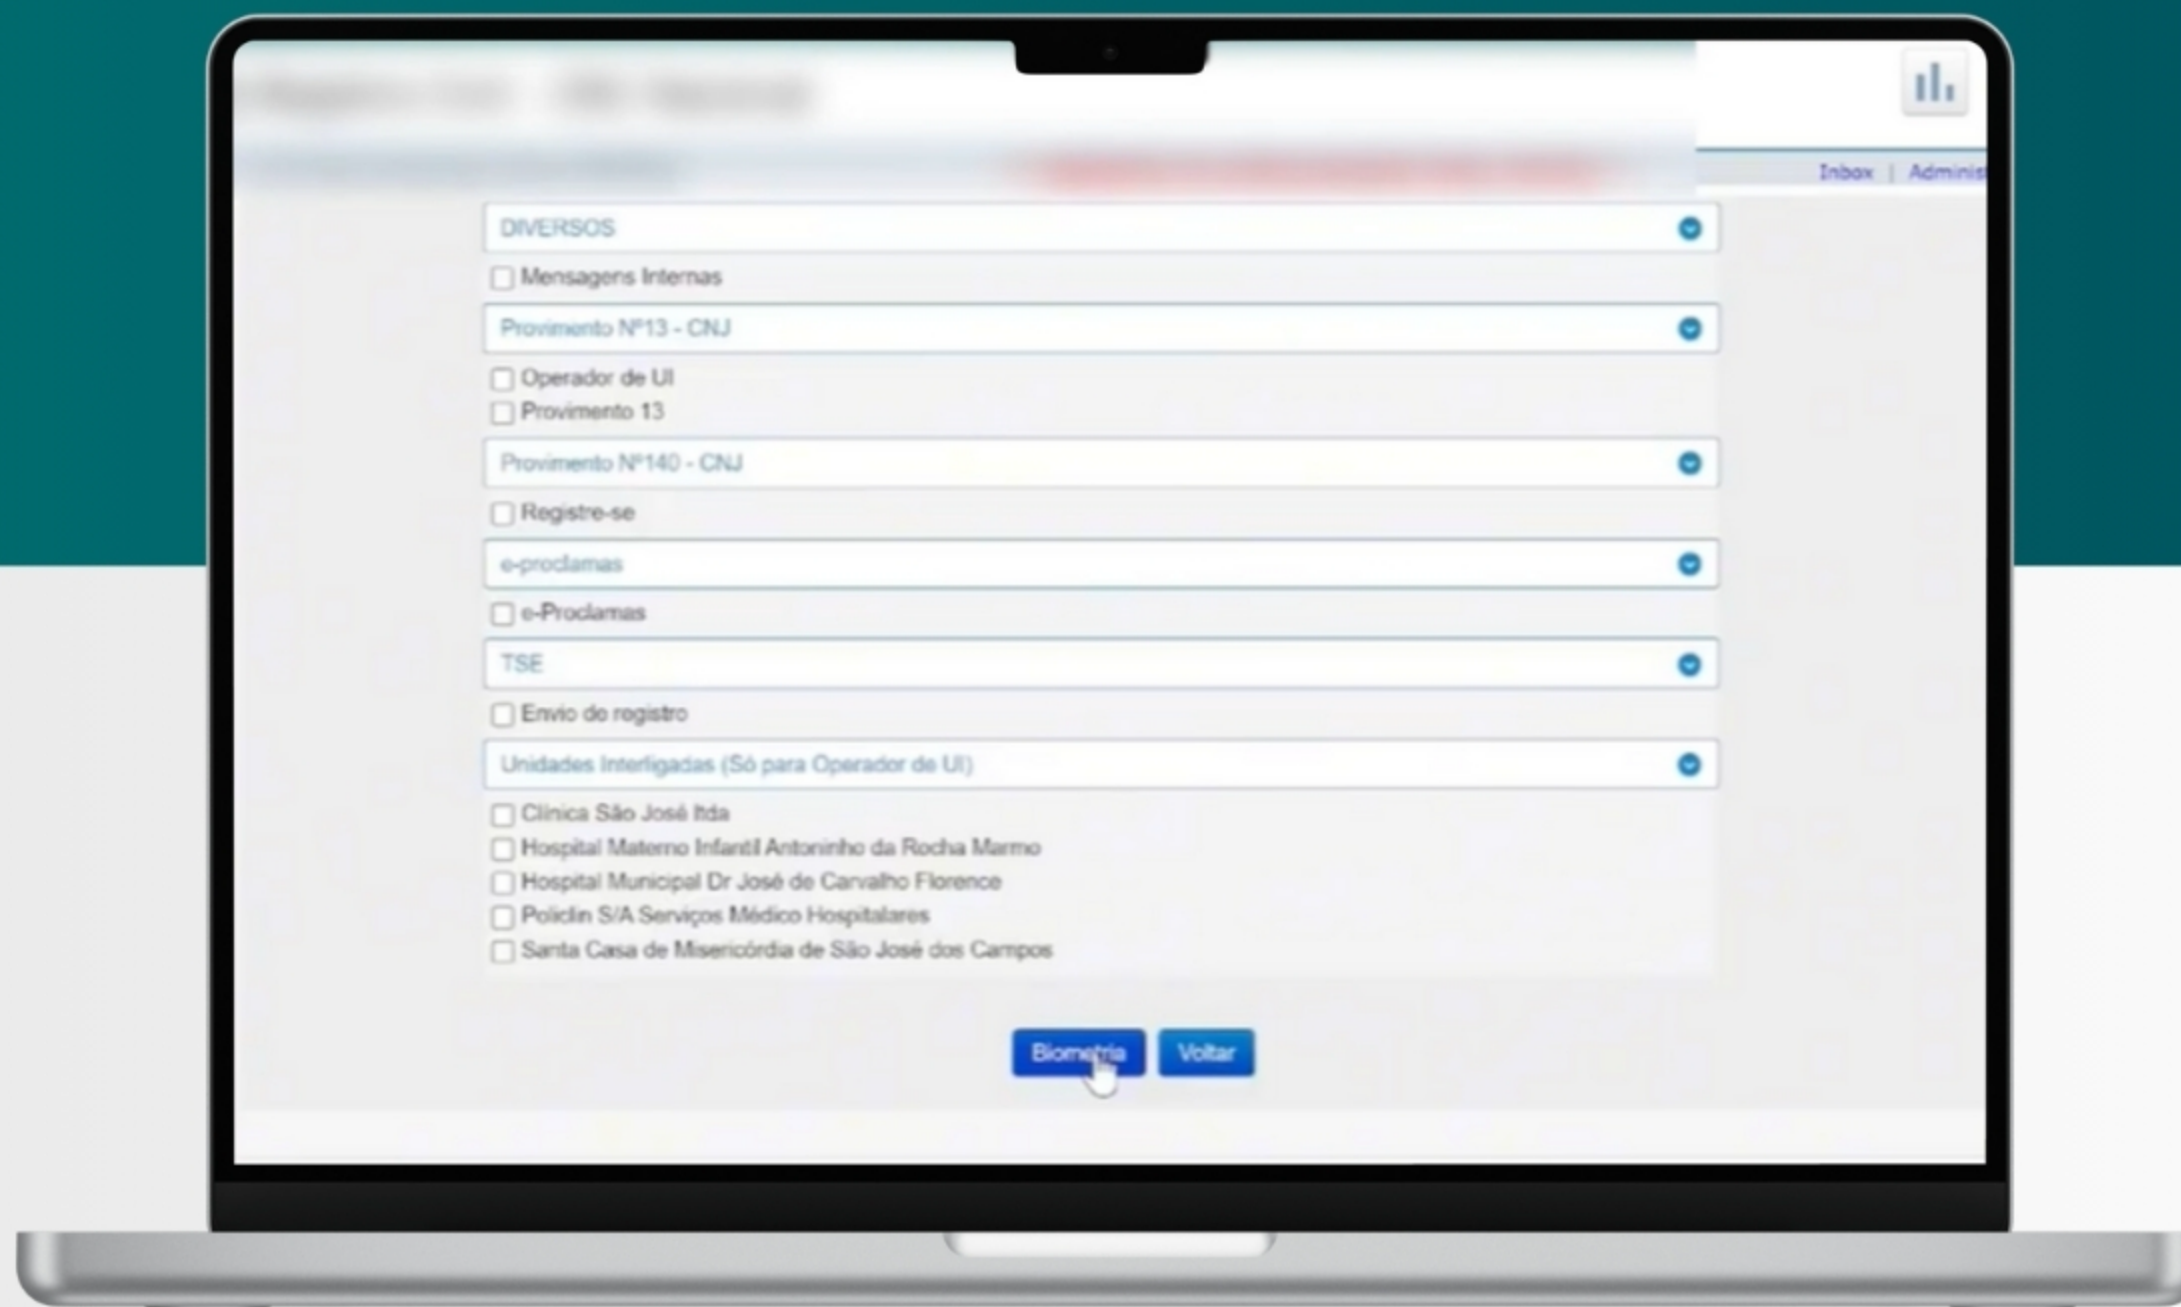 Inbox | Adminis
DIVERSOS
Mensagens Internas
Provimento Nº13 - CNJ
Operador de UI
Provimento 13
Provimento Nº140 - CNJ
Registre-se
e-proclamas
e-Proclamas
TSE
Envio de registro
Unidades Interligadas (Só para Operador de UI)
Clínica São José ltda
Hospital Materno Infantil Antoninho da Rocha Marmo
Hospital Municipal Dr José de Carvalho Florence
Policlin S/A Serviços Médico Hospitalares
Santa Casa de Misericórdia de São José dos Campos
Biometria Voltar